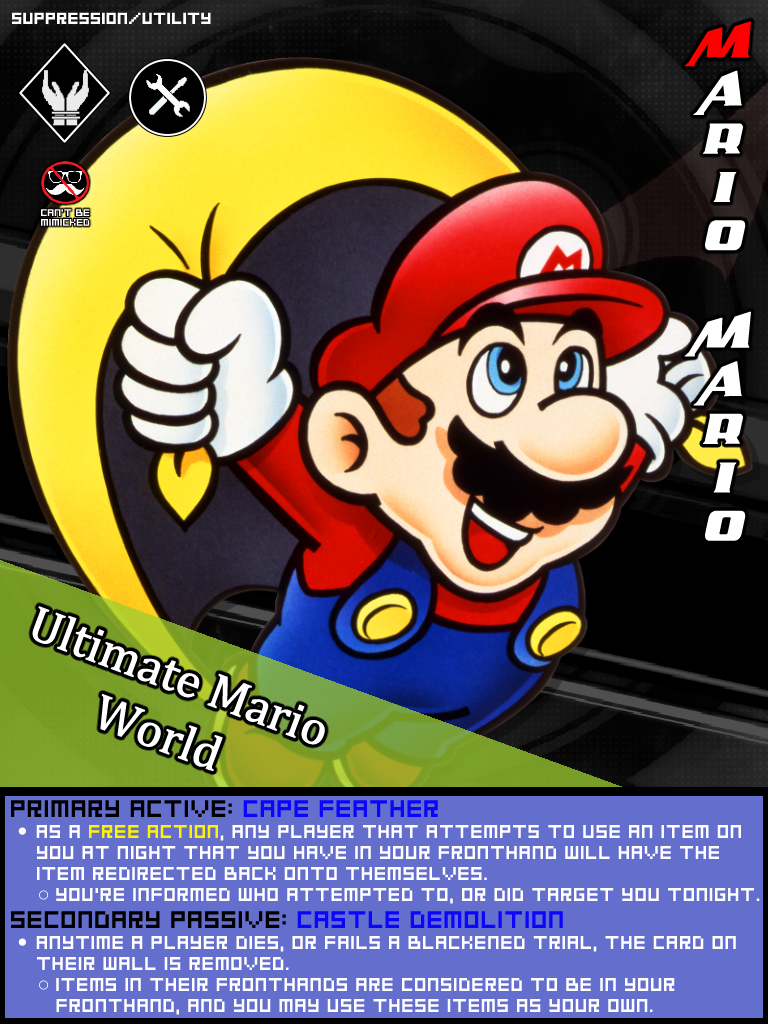 SUPPRESSION/UTILITY
CAN'T BE
MIMICKED
MARIO MARIO
M
Ultimate Mario
World
PRIMARY ACTIVE: CAPE FEATHER
• AS A FREE ACTION, ANY PLAYER THAT ATTEMPTS TO USE AN ITEM ON
YOU AT NIGHT THAT YOU HAVE IN YOUR FRONTHAND WILL HAVE THE
ITEM REDIRECTED BACK ONTO THEMSELVES.
○ YOU'RE INFORMED WHO ATTEMPTED TO, OR DID TARGET YOU TONIGHT.
SECONDARY PASSIVE: CASTLE DEMOLITION
• ANYTIME A PLAYER DIES, OR FAILS A BLACKENED TRIAL, THE CARD ON
THEIR WALL IS REMOVED.
○ ITEMS IN THEIR FRONTHANDS ARE CONSIDERED TO BE IN YOUR
FRONTHAND, AND YOU MAY USE THESE ITEMS AS YOUR OWN.